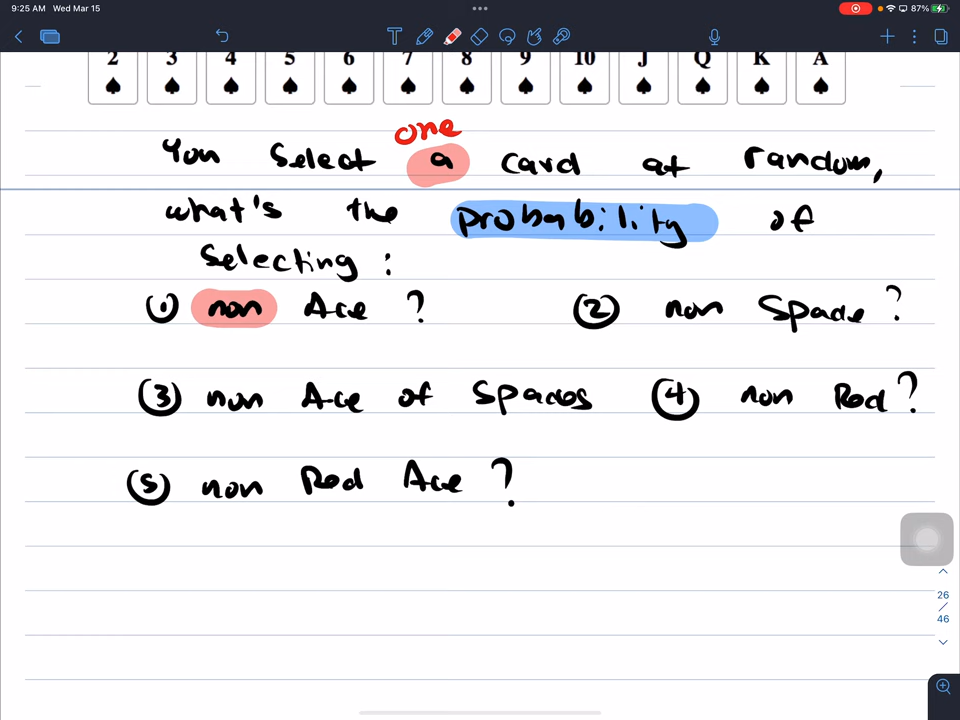 9:25 AM Wed Mar 15
87%
T
2 3 4 5 6 7 8 9 10 J Q K A
one
You select a card at random,
what's the probability of
selecting :
① non Ace ? ② non Spade ?
③ non Ace of Spades ④ non Red ?
⑤ non Red Ace ?
26
/
46